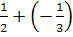 1/2 + (−1/3)